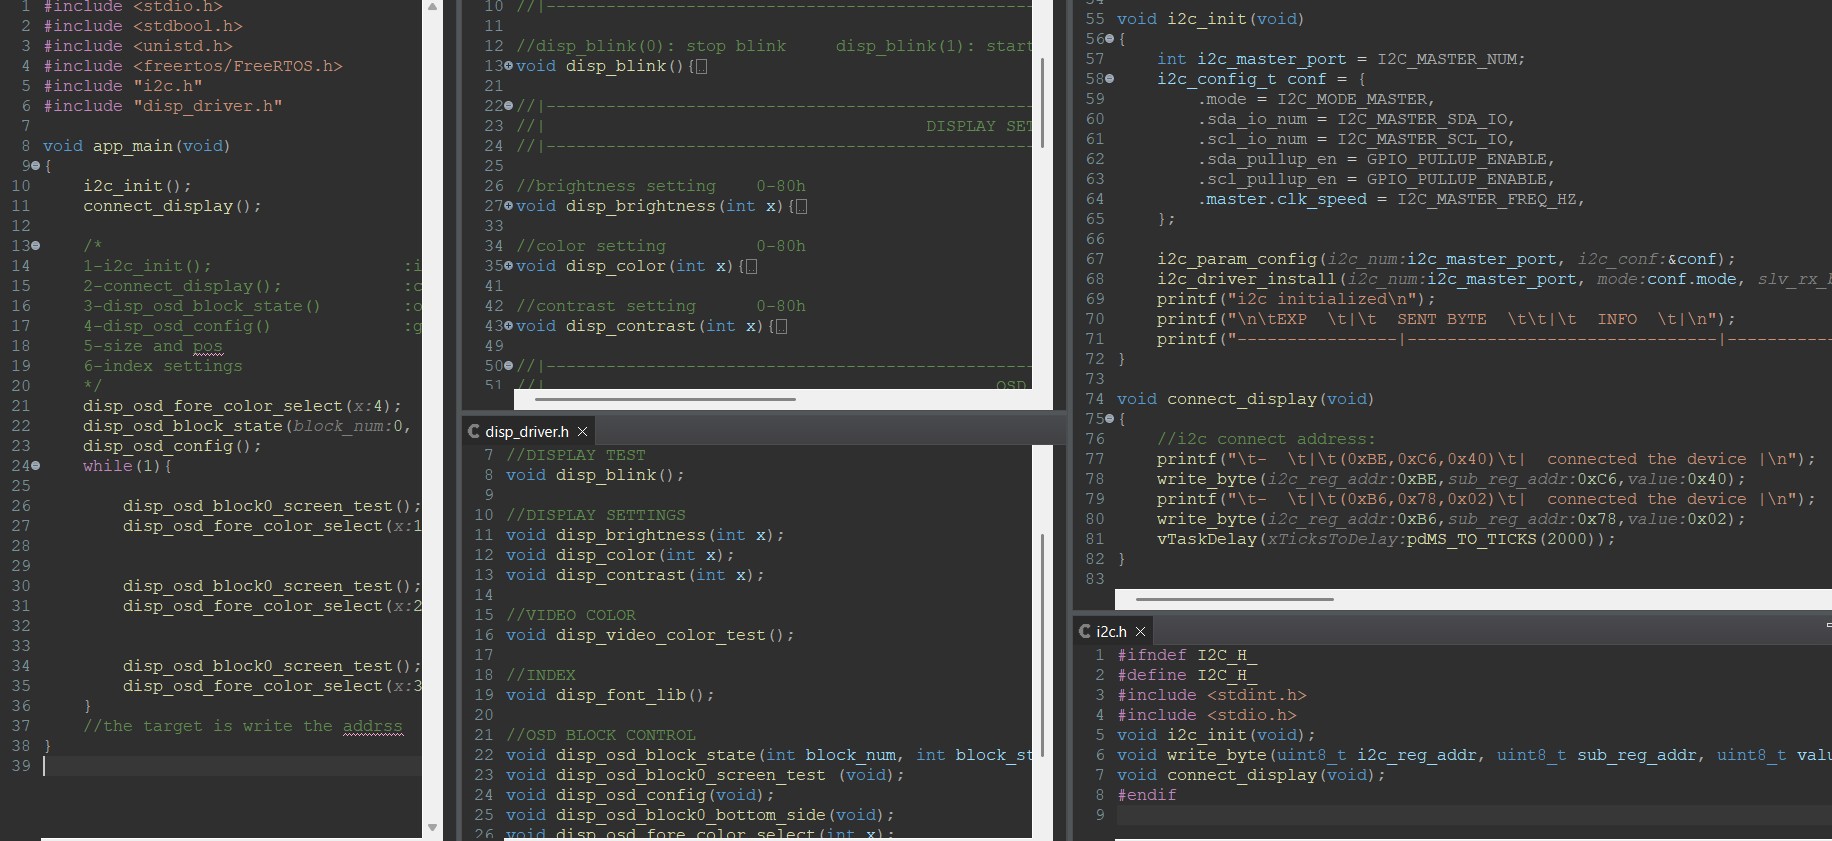 1 #include <stdio.h>
2 #include <stdbool.h>
3 #include <unistd.h>
4 #include <freertos/FreeRTOS.h>
5 #include "i2c.h"
6 #include "disp_driver.h"
7
8 void app_main(void)
9 {
10 i2c_init();
11 connect_display();
12
13 /*
14 1-i2c_init(); :i
15 2-connect_display(); :c
16 3-disp_osd_block_state() :o
17 4-disp_osd_config() :g
18 5-size and pos
19 6-index settings
20 */
21 disp_osd_fore_color_select(x:4);
22 disp_osd_block_state(block_num:0,
23 disp_osd_config();
24 while(1){
25
26 disp_osd_block0_screen_test();
27 disp_osd_fore_color_select(x:1
28
29
30 disp_osd_block0_screen_test();
31 disp_osd_fore_color_select(x:2
32
33
34 disp_osd_block0_screen_test();
35 disp_osd_fore_color_select(x:3
36 }
37 //the target is write the addrss
38 }
39
10 //|-------------------------------------------------
11
12 //disp_blink(0): stop blink disp_blink(1): start
13 void disp_blink(){
21
22 //|-------------------------------------------------
23 //| DISPLAY SET
24 //|-------------------------------------------------
25
26 //brightness setting 0-80h
27 void disp_brightness(int x){
33
34 //color setting 0-80h
35 void disp_color(int x){
41
42 //contrast setting 0-80h
43 void disp_contrast(int x){
49
50 //|-------------------------------------------------
51 //| OSD
disp_driver.h
7 //DISPLAY TEST
8 void disp_blink();
9
10 //DISPLAY SETTINGS
11 void disp_brightness(int x);
12 void disp_color(int x);
13 void disp_contrast(int x);
14
15 //VIDEO COLOR
16 void disp_video_color_test();
17
18 //INDEX
19 void disp_font_lib();
20
21 //OSD BLOCK CONTROL
22 void disp_osd_block_state(int block_num, int block_st
23 void disp_osd_block0_screen_test (void);
24 void disp_osd_config(void);
25 void disp_osd_block0_bottom_side(void);
26 void disp_osd_fore_color_select(int x);
54
55 void i2c_init(void)
56 {
57 int i2c_master_port = I2C_MASTER_NUM;
58 i2c_config_t conf = {
59 .mode = I2C_MODE_MASTER,
60 .sda_io_num = I2C_MASTER_SDA_IO,
61 .scl_io_num = I2C_MASTER_SCL_IO,
62 .sda_pullup_en = GPIO_PULLUP_ENABLE,
63 .scl_pullup_en = GPIO_PULLUP_ENABLE,
64 .master.clk_speed = I2C_MASTER_FREQ_HZ,
65 };
66
67 i2c_param_config(i2c_num:i2c_master_port, i2c_conf:&conf);
68 i2c_driver_install(i2c_num:i2c_master_port, mode:conf.mode, slv_rx_b
69 printf("i2c initialized\n");
70 printf("\n\tEXP \t|\t SENT BYTE \t\t|\t INFO \t|\n");
71 printf("----------------|-------------------------------|-----------
72 }
73
74 void connect_display(void)
75 {
76 //i2c connect address:
77 printf("\t- \t|\t(0xBE,0xC6,0x40)\t| connected the device |\n");
78 write_byte(i2c_reg_addr:0xBE,sub_reg_addr:0xC6,value:0x40);
79 printf("\t- \t|\t(0xB6,0x78,0x02)\t| connected the device |\n");
80 write_byte(i2c_reg_addr:0xB6,sub_reg_addr:0x78,value:0x02);
81 vTaskDelay(xTicksToDelay:pdMS_TO_TICKS(2000));
82 }
83
i2c.h
1 #ifndef I2C_H_
2 #define I2C_H_
3 #include <stdint.h>
4 #include <stdio.h>
5 void i2c_init(void);
6 void write_byte(uint8_t i2c_reg_addr, uint8_t sub_reg_addr, uint8_t valu
7 void connect_display(void);
8 #endif
9